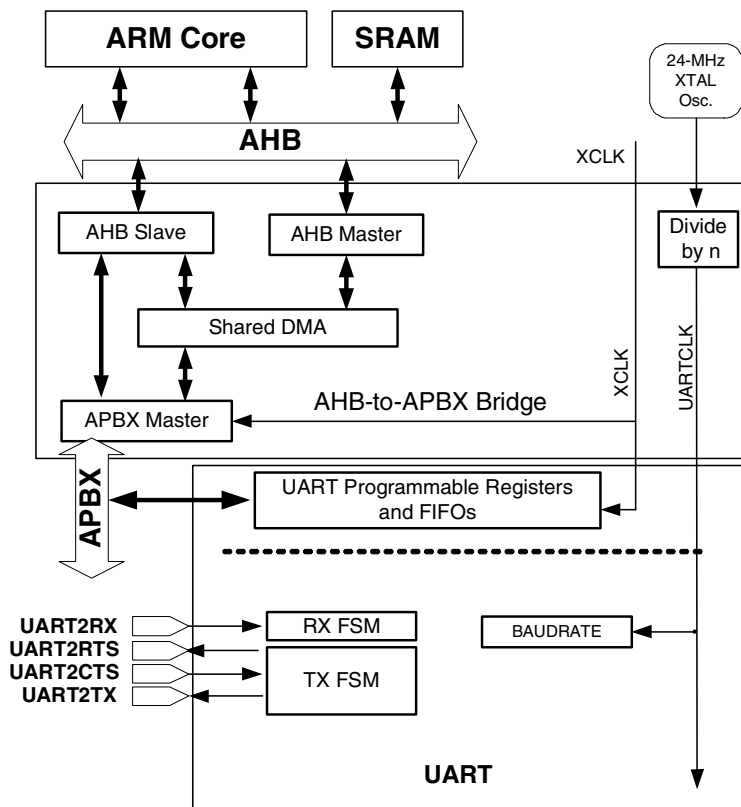 ARM Core
SRAM
24-MHz
XTAL
Osc.
AHB
XCLK
AHB Slave
AHB Master
Divide
by n
Shared DMA
XCLK
UARTCLK
APBX Master
AHB-to-APBX Bridge
APBX
UART Programmable Registers
and FIFOs
UART2RX
RX FSM
BAUDRATE
UART2RTS
UART2CTS
TX FSM
UART2TX
UART